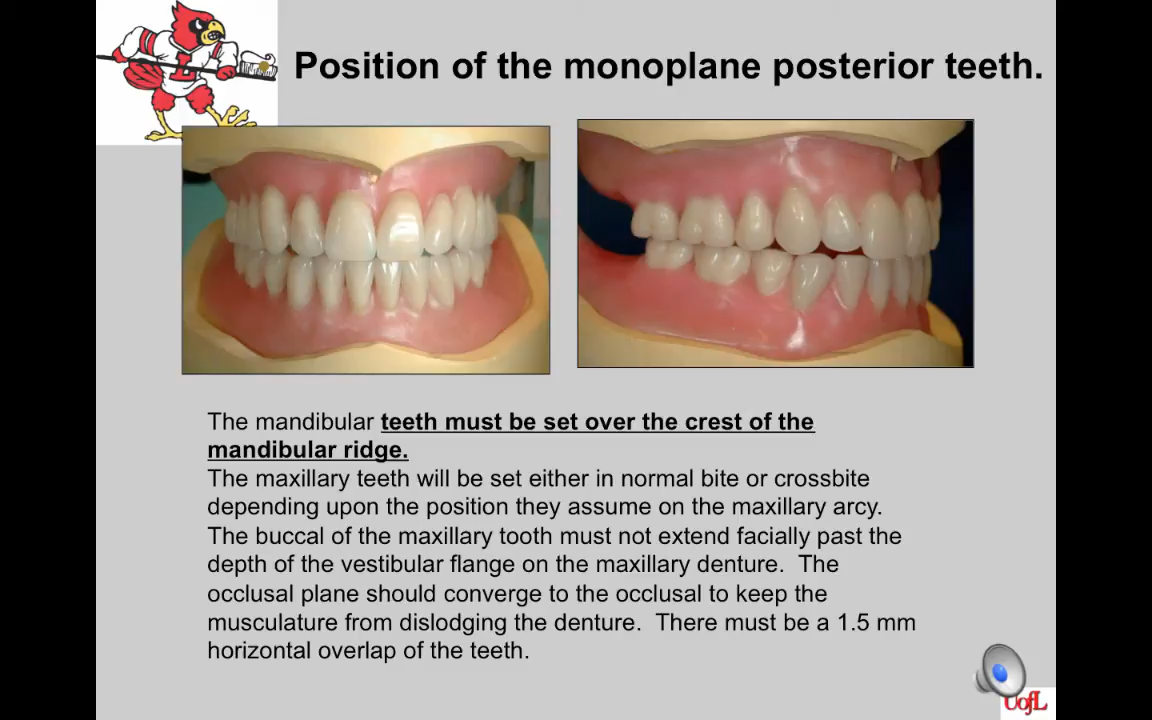 Position of the monoplane posterior teeth.
The mandibular teeth must be set over the crest of the
mandibular ridge.
The maxillary teeth will be set either in normal bite or crossbite
depending upon the position they assume on the maxillary arcy.
The buccal of the maxillary tooth must not extend facially past the
depth of the vestibular flange on the maxillary denture.  The
occlusal plane should converge to the occlusal to keep the
musculature from dislodging the denture.  There must be a 1.5 mm
horizontal overlap of the teeth.
UofL